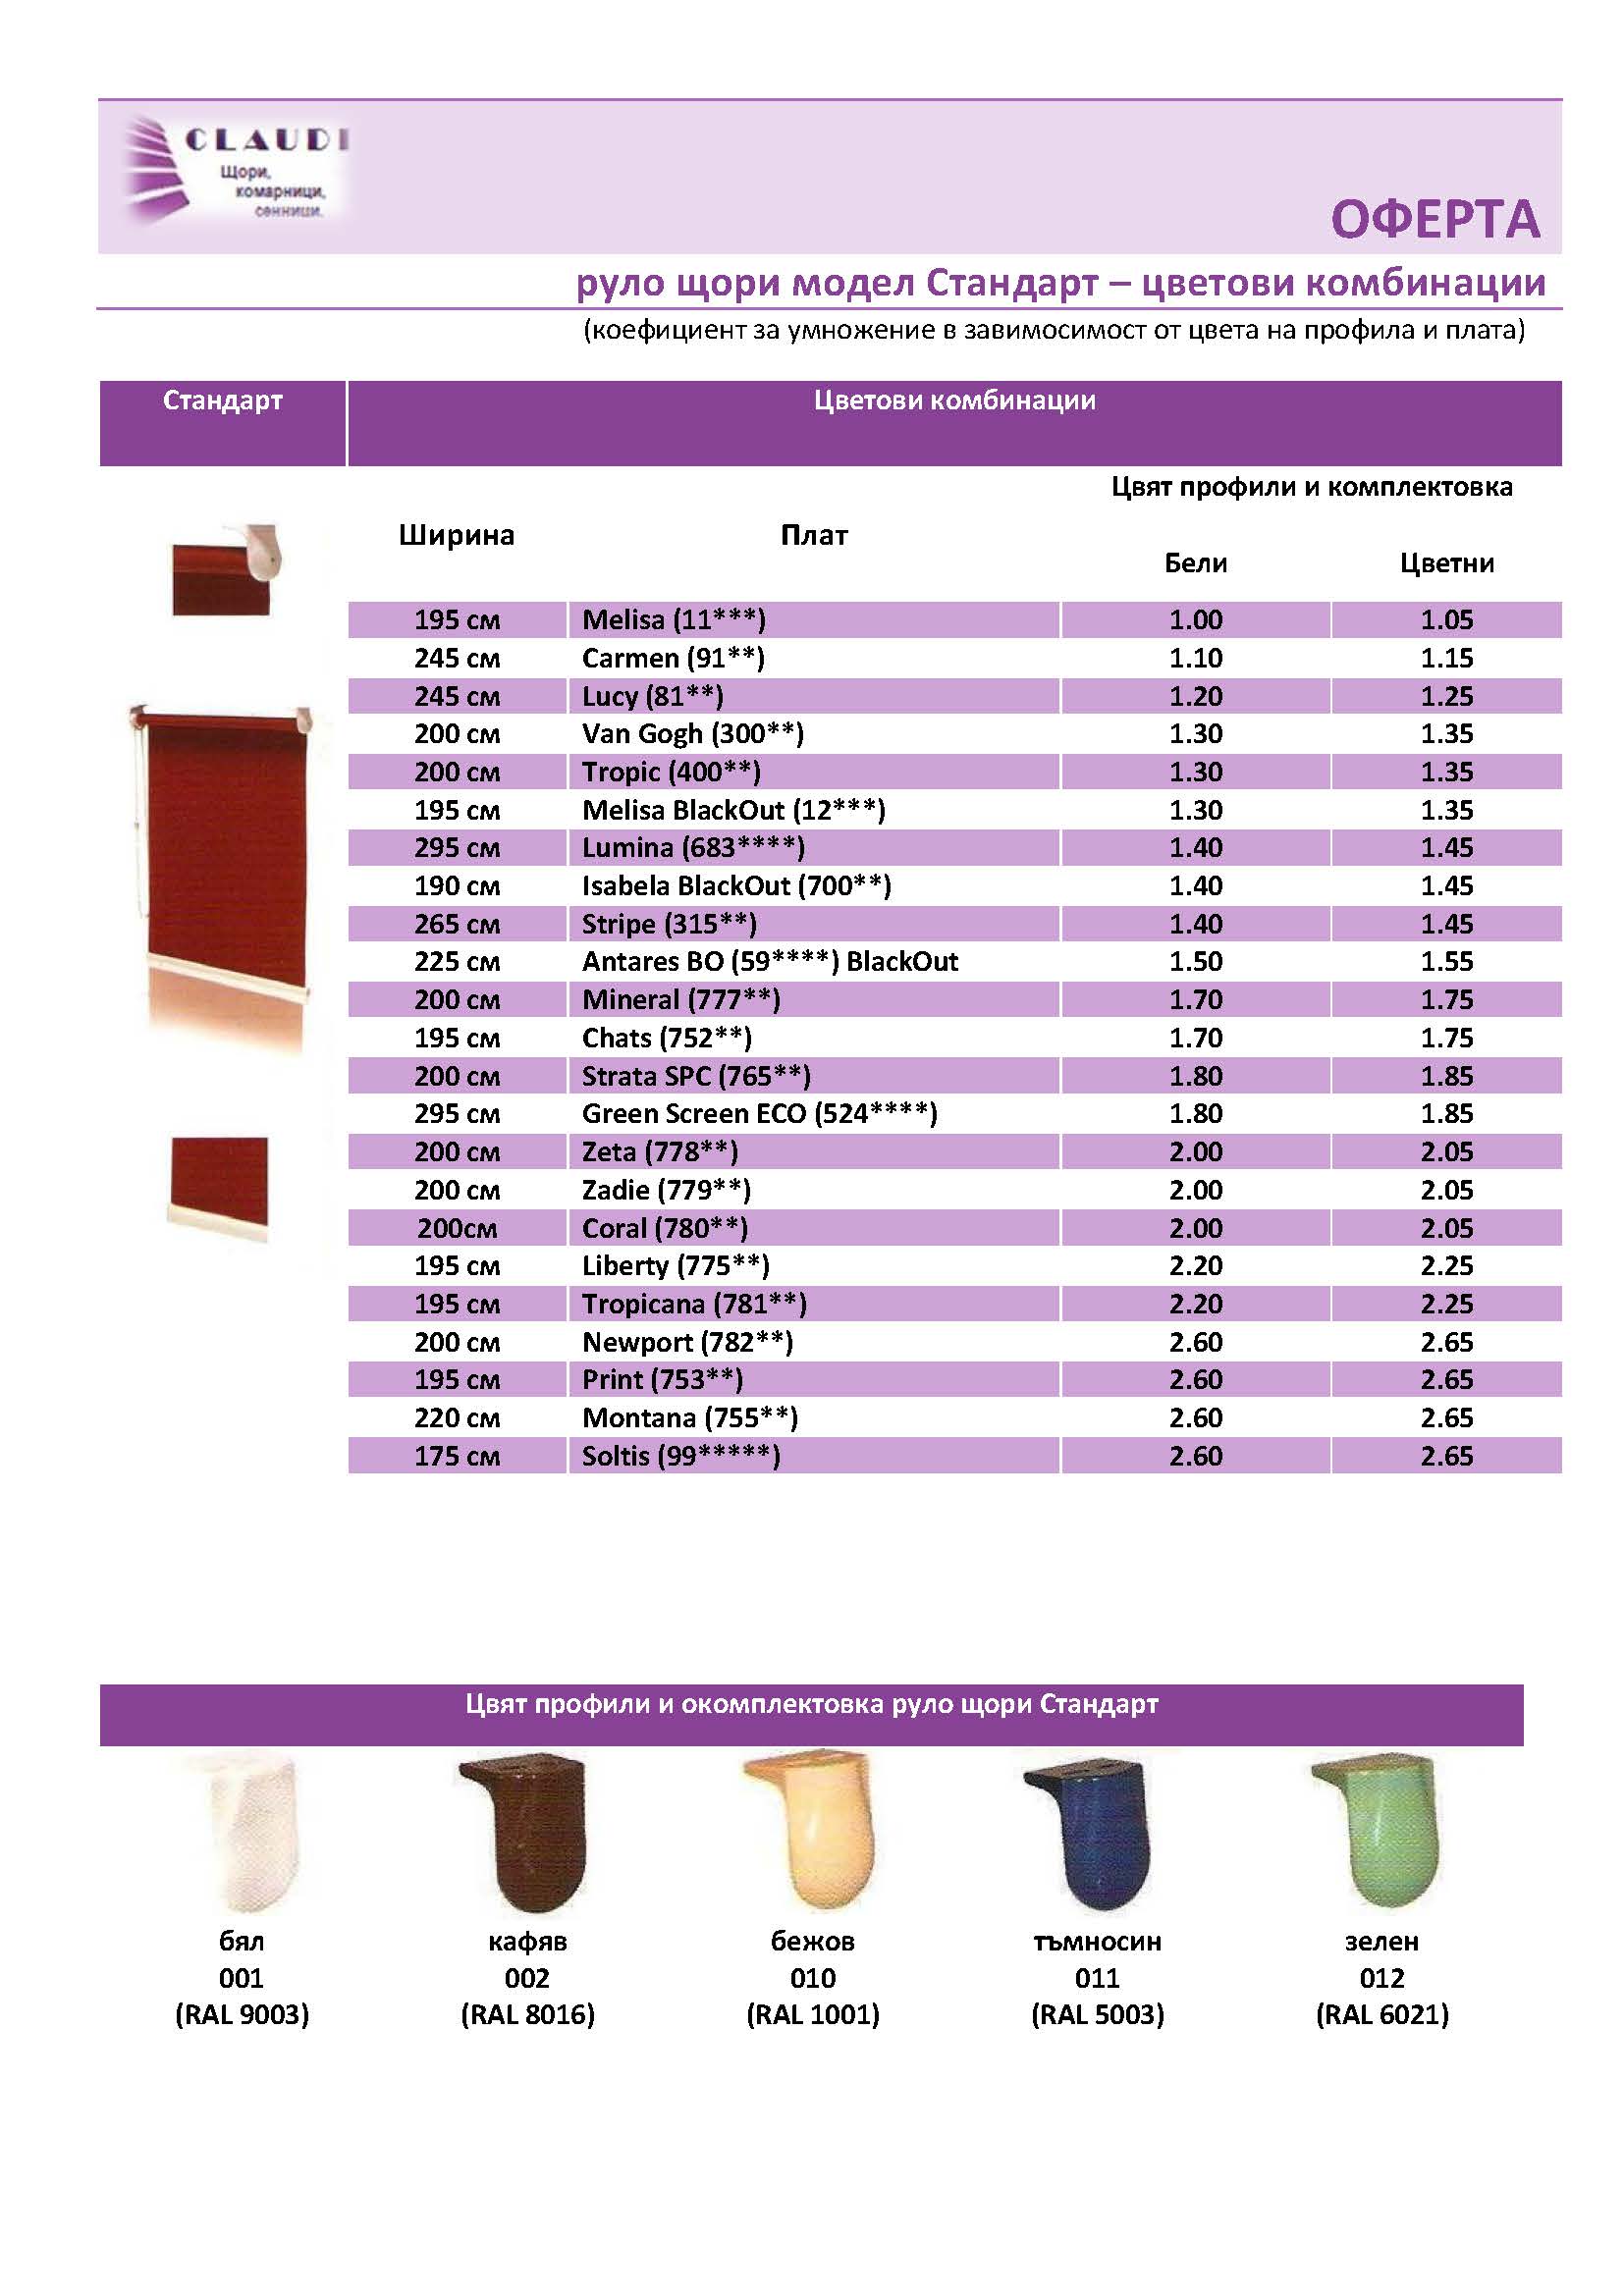 CLAUDI
Щори,
комарници,
сенници.
ОФЕРТА
руло щори модел Стандарт – цветови комбинации
(коефициент за умножение в завимосимост от цвета на профила и плата)
Стандарт Цветови комбинации
Цвят профили и комплектовка
Ширина Плат
Бели Цветни
195 см Melisa (11***) 1.00 1.05
245 см Carmen (91**) 1.10 1.15
245 см Lucy (81**) 1.20 1.25
200 см Van Gogh (300**) 1.30 1.35
200 см Tropic (400**) 1.30 1.35
195 см Melisa BlackOut (12***) 1.30 1.35
295 см Lumina (683****) 1.40 1.45
190 см Isabela BlackOut (700**) 1.40 1.45
265 см Stripe (315**) 1.40 1.45
225 см Antares BO (59****) BlackOut 1.50 1.55
200 см Mineral (777**) 1.70 1.75
195 см Chats (752**) 1.70 1.75
200 см Strata SPC (765**) 1.80 1.85
295 см Green Screen ECO (524****) 1.80 1.85
200 см Zeta (778**) 2.00 2.05
200 см Zadie (779**) 2.00 2.05
200см Coral (780**) 2.00 2.05
195 см Liberty (775**) 2.20 2.25
195 см Tropicana (781**) 2.20 2.25
200 см Newport (782**) 2.60 2.65
195 см Print (753**) 2.60 2.65
220 см Montana (755**) 2.60 2.65
175 см Soltis (99*****) 2.60 2.65
Цвят профили и окомплектовка руло щори Стандарт
бял кафяв бежов тъмносин зелен
001 002 010 011 012
(RAL 9003) (RAL 8016) (RAL 1001) (RAL 5003) (RAL 6021)